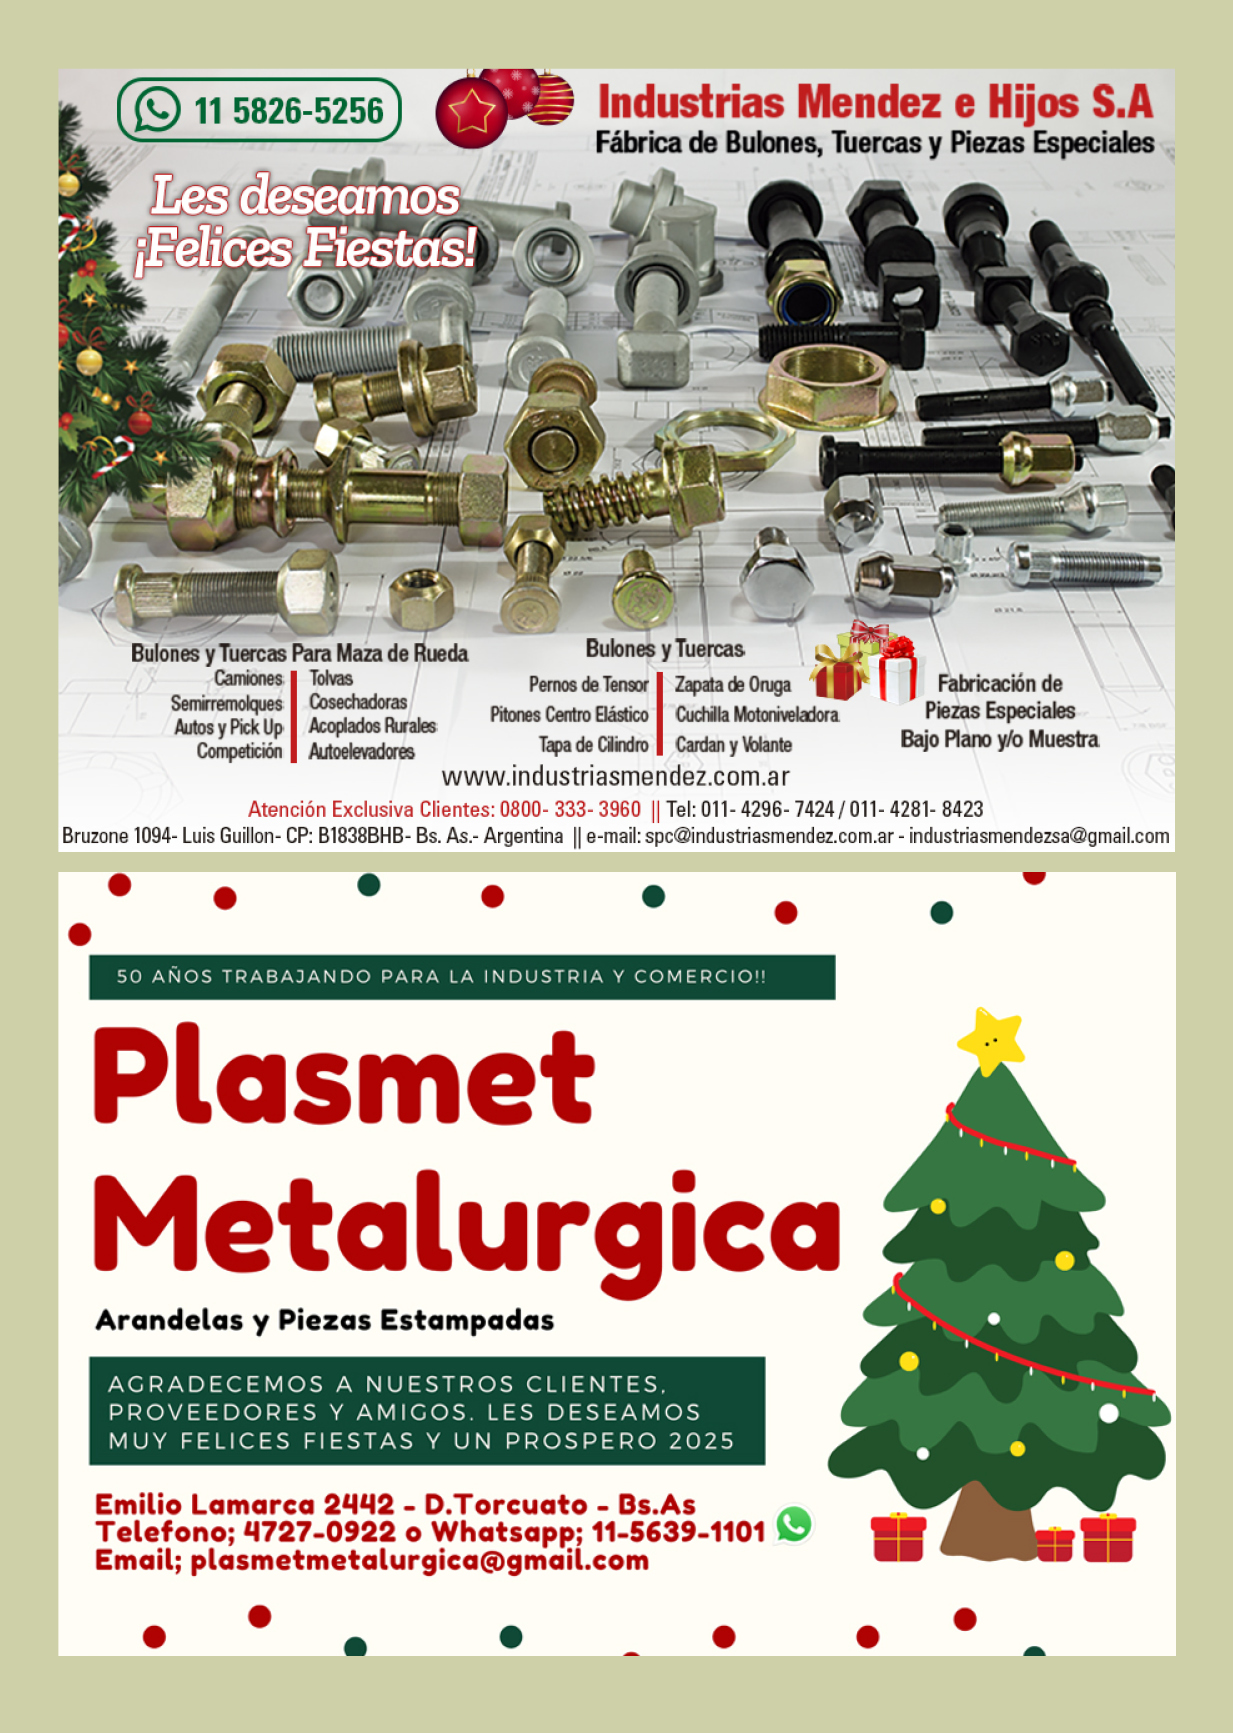 11 5826-5256
Industrias Mendez e Hijos S.A
Fábrica de Bulones, Tuercas y Piezas Especiales
Les deseamos
¡Felices Fiestas!
Bulones y Tuercas Para Maza de Rueda
Camiones
Semirremolques
Autos y Pick Up
Competición
Tolvas
Cosechadoras
Acoplados Rurales
Autoelevadores
Bulones y Tuercas
Pernos de Tensor
Pitones Centro Elástico
Tapa de Cilindro
Zapata de Oruga
Cuchilla Motoniveladora
Cardan y Volante
Fabricación de
Piezas Especiales
Bajo Plano y/o Muestra
www.industriasmendez.com.ar
Atención Exclusiva Clientes: 0800- 333- 3960 || Tel: 011- 4296- 7424 / 011- 4281- 8423
Bruzone 1094- Luis Guillon- CP: B1838BHB- Bs. As.- Argentina || e-mail: spc@industriasmendez.com.ar - industriasmendezsa@gmail.com
50 AÑOS TRABAJANDO PARA LA INDUSTRIA Y COMERCIO!!
Plasmet
Metalurgica
Arandelas y Piezas Estampadas
AGRADECEMOS A NUESTROS CLIENTES,
PROVEEDORES Y AMIGOS. LES DESEAMOS
MUY FELICES FIESTAS Y UN PROSPERO 2025
Emilio Lamarca 2442 - D.Torcuato - Bs.As
Telefono; 4727-0922 o Whatsapp; 11-5639-1101
Email; plasmetmetalurgica@gmail.com